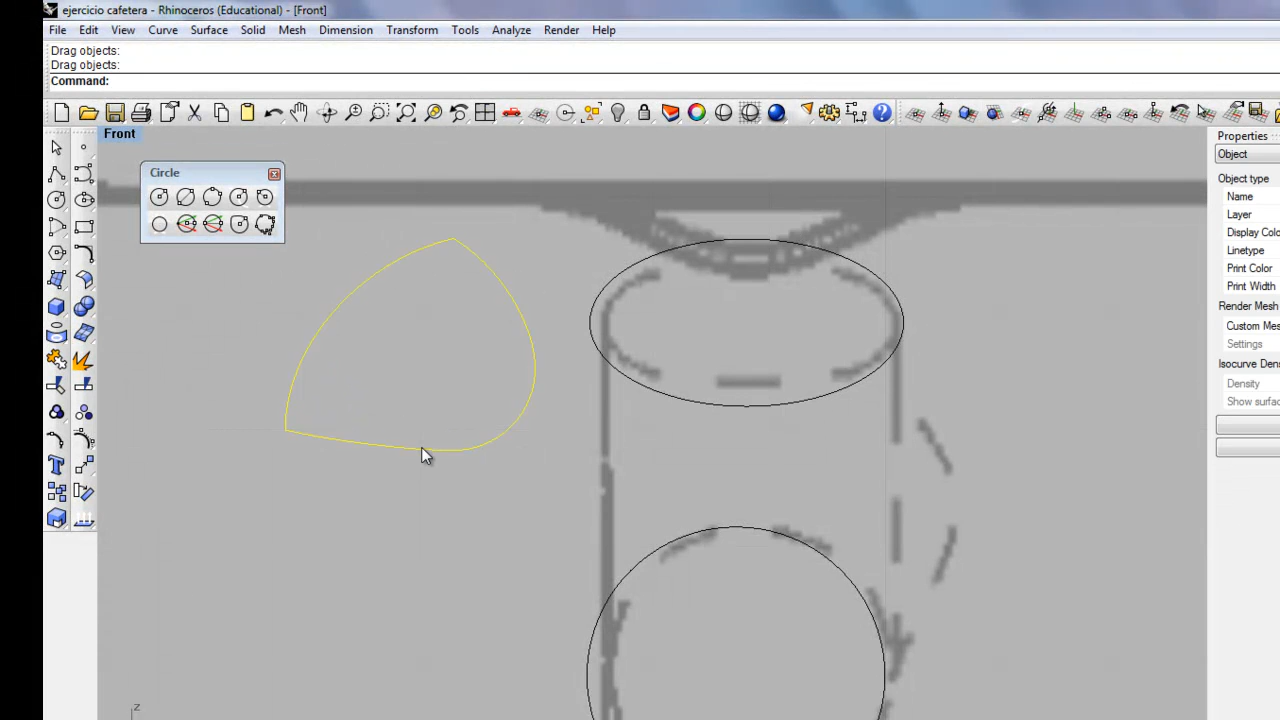 ejercicio cafetera - Rhinoceros (Educational) - [Front]
File Edit View Curve Surface Solid Mesh Dimension Transform Tools Analyze Render Help
Drag objects:
Drag objects:
Command:
Front
Circle
Properties
Object
Object type
Name
Layer
Display Colo
Linetype
Print Color
Print Width
Render Mesh
Custom Mes
Settings
Isocurve Dens
Density
Show surfac
z